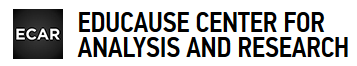 ECAR
EDUCAUSE CENTER FOR
ANALYSIS AND RESEARCH